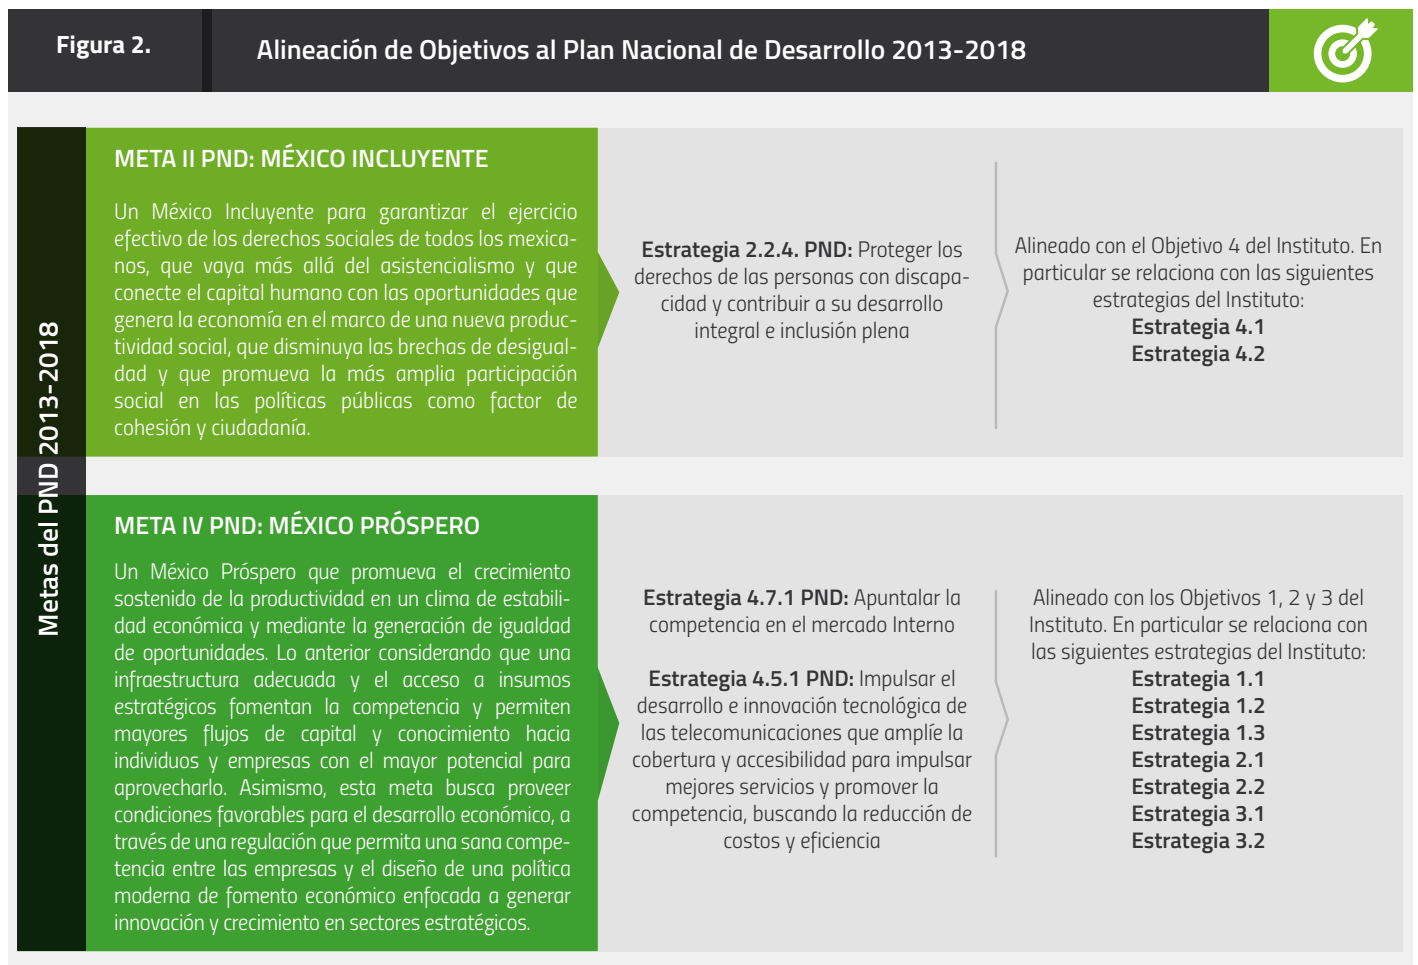 Figura 2.
Alineación de Objetivos al Plan Nacional de Desarrollo 2013-2018
Metas del PND 2013-2018
META II PND: MÉXICO INCLUYENTE
Un México Incluyente para garantizar el ejercicio
efectivo de los derechos sociales de todos los mexica-
nos, que vaya más allá del asistencialismo y que
conecte el capital humano con las oportunidades que
genera la economía en el marco de una nueva produc-
tividad social, que disminuya las brechas de desigual-
dad y que promueva la más amplia participación
social en las políticas públicas como factor de
cohesión y ciudadanía.
Estrategia 2.2.4. PND: Proteger los
derechos de las personas con discapa-
cidad y contribuir a su desarrollo
integral e inclusión plena
Alineado con el Objetivo 4 del Instituto. En
particular se relaciona con las siguientes
estrategias del Instituto:
Estrategia 4.1
Estrategia 4.2
META IV PND: MÉXICO PRÓSPERO
Un México Próspero que promueva el crecimiento
sostenido de la productividad en un clima de estabili-
dad económica y mediante la generación de igualdad
de oportunidades. Lo anterior considerando que una
infraestructura adecuada y el acceso a insumos
estratégicos fomentan la competencia y permiten
mayores flujos de capital y conocimiento hacia
individuos y empresas con el mayor potencial para
aprovecharlo. Asimismo, esta meta busca proveer
condiciones favorables para el desarrollo económico, a
través de una regulación que permita una sana compe-
tencia entre las empresas y el diseño de una política
moderna de fomento económico enfocada a generar
innovación y crecimiento en sectores estratégicos.
Estrategia 4.7.1 PND: Apuntalar la
competencia en el mercado Interno
Estrategia 4.5.1 PND: Impulsar el
desarrollo e innovación tecnológica de
las telecomunicaciones que amplíe la
cobertura y accesibilidad para impulsar
mejores servicios y promover la
competencia, buscando la reducción de
costos y eficiencia
Alineado con los Objetivos 1, 2 y 3 del
Instituto. En particular se relaciona con
las siguientes estrategias del Instituto:
Estrategia 1.1
Estrategia 1.2
Estrategia 1.3
Estrategia 2.1
Estrategia 2.2
Estrategia 3.1
Estrategia 3.2